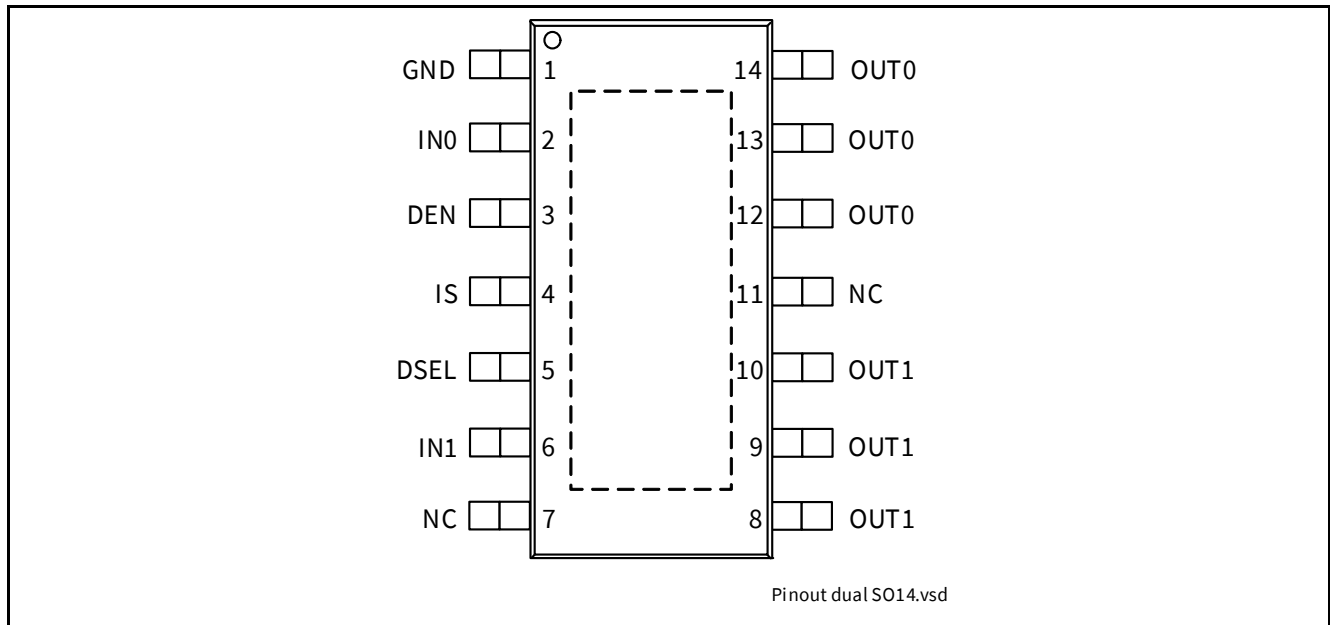 GND 1 14 OUT0
IN0 2 13 OUT0
DEN 3 12 OUT0
IS 4 11 NC
DSEL 5 10 OUT1
IN1 6 9 OUT1
NC 7 8 OUT1
Pinout dual SO14.vsd